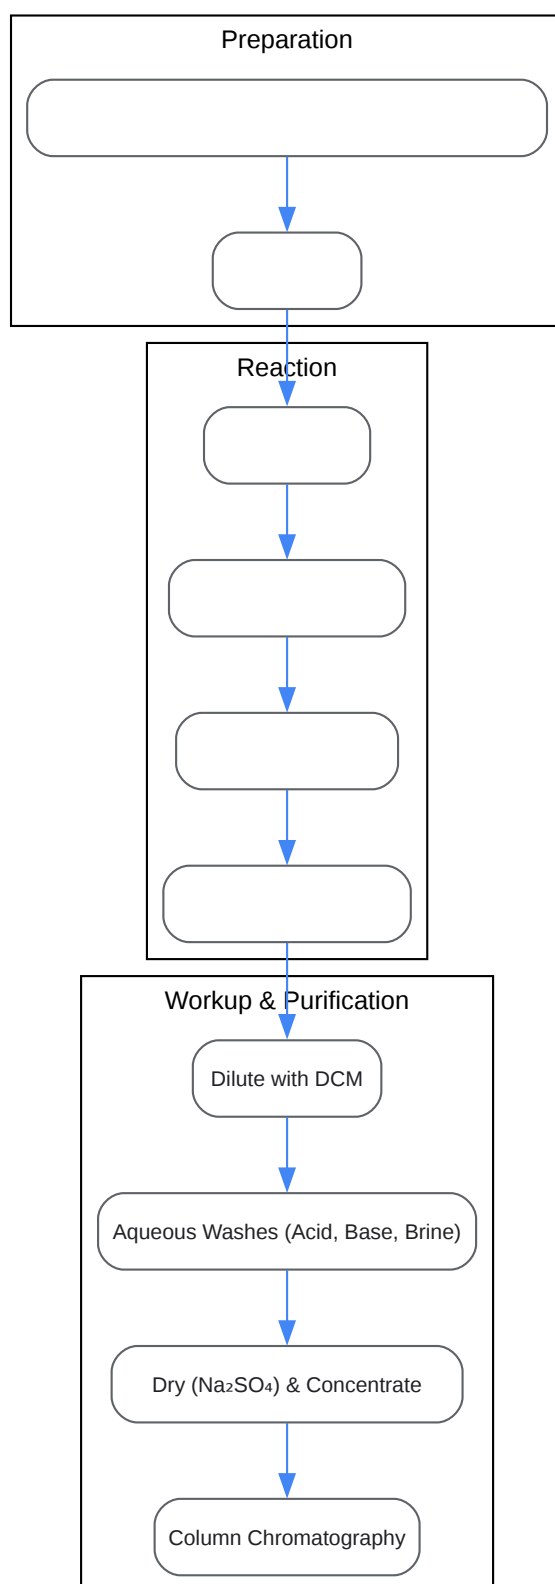 Preparation
Reaction
Workup & Purification
Dilute with DCM
Aqueous Washes (Acid, Base, Brine)
Dry (Na₂SO₄) & Concentrate
Column Chromatography